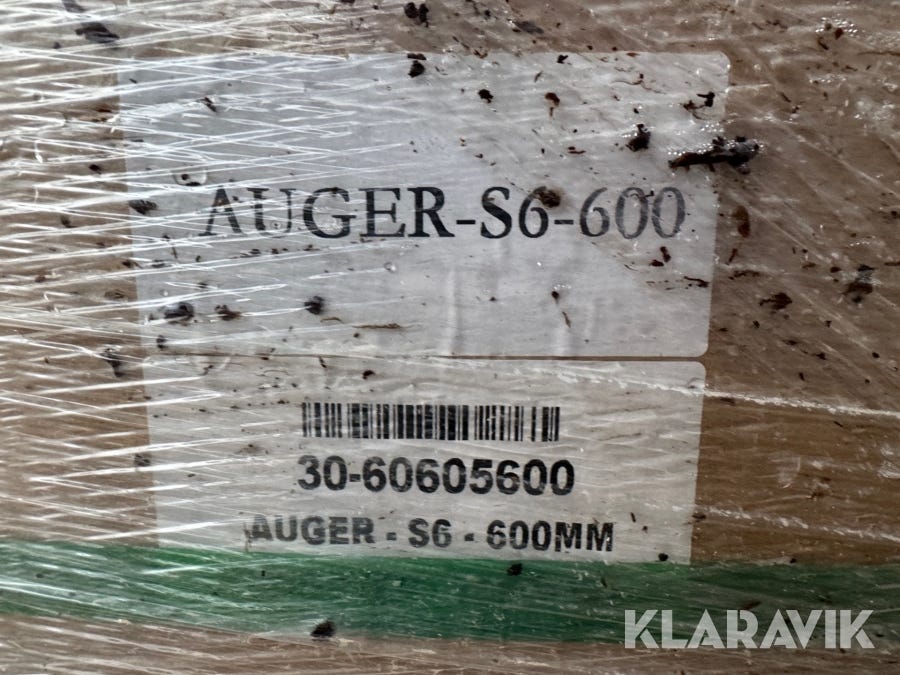 AUGER-S6-600
30-60605600
AUGER - S6 - 600MM
KLARAVIK